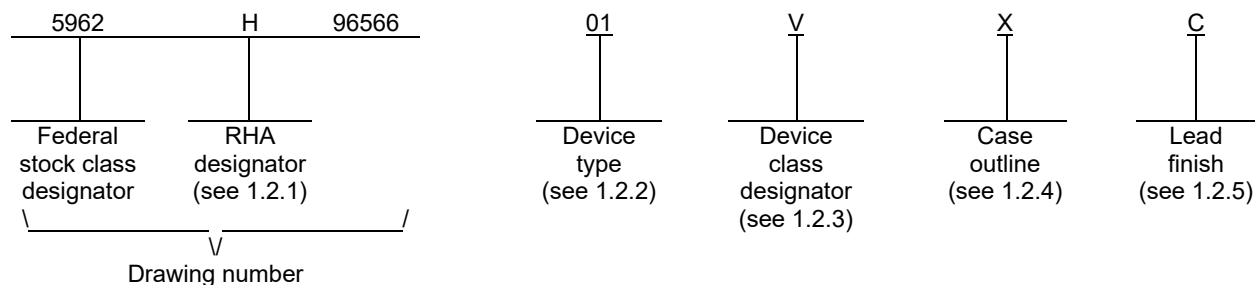 5962 H 96566 01 V X C
Federal stock class designator
RHA designator (see 1.2.1)
Device type (see 1.2.2)
Device class designator (see 1.2.3)
Case outline (see 1.2.4)
Lead finish (see 1.2.5)
Drawing number